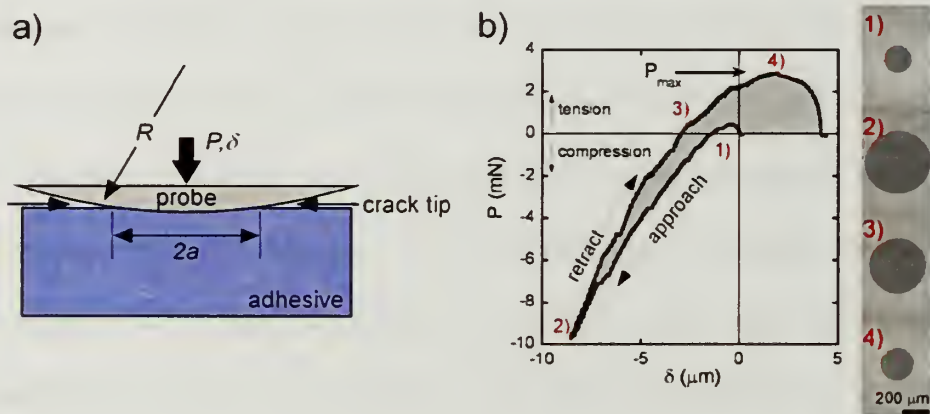 a)
R
P,δ
probe
crack tip
2a
adhesive
b)
4
2
0
-2
-4
-6
-8
-10
P (mN)
-10
-5
0
5
δ (μm)
P_max
4)
3)
tension
compression
1)
retract
approach
2)
1)
2)
3)
4)
200 μm